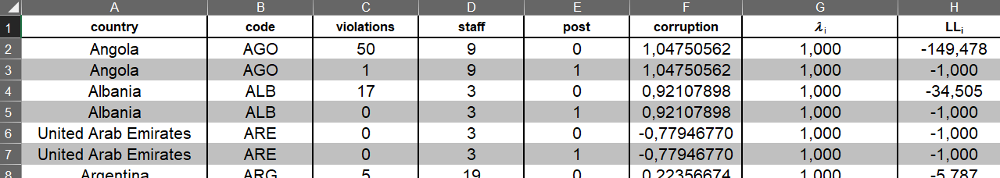 A B C D E F G H
1 country code violations staff post corruption λi LLi
2 Angola AGO 50 9 0 1,04750562 1,000 -149,478
3 Angola AGO 1 9 1 1,04750562 1,000 -1,000
4 Albania ALB 17 3 0 0,92107898 1,000 -34,505
5 Albania ALB 0 3 1 0,92107898 1,000 -1,000
6 United Arab Emirates ARE 0 3 0 -0,77946770 1,000 -1,000
7 United Arab Emirates ARE 0 3 1 -0,77946770 1,000 -1,000
8 Argentina ARG 5 19 0 0,22356674 1,000 -5,787